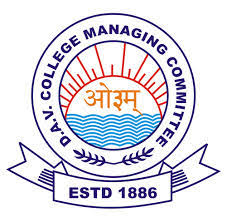 D.A.V. COLLEGE MANAGING COMMITTEE
ओ३म्
ESTD 1886